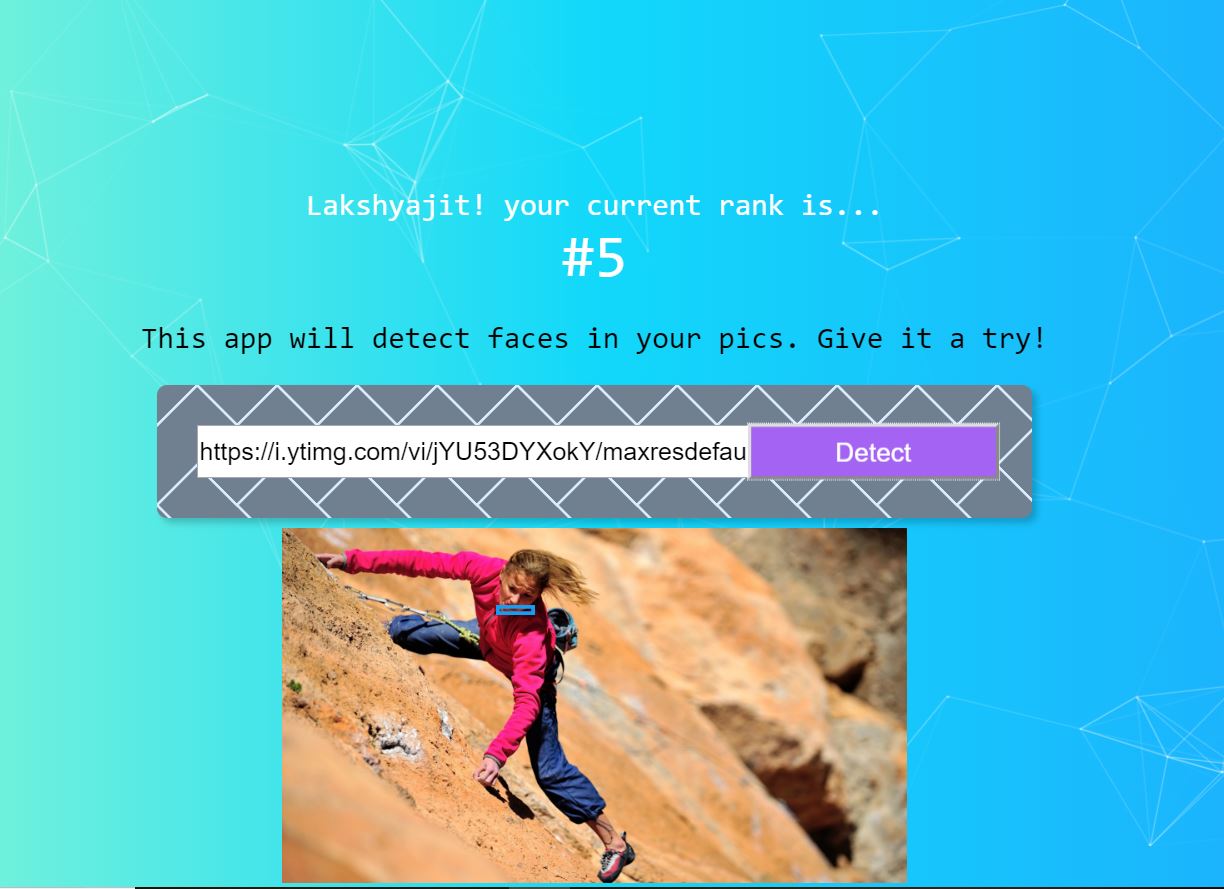 Lakshyajit! your current rank is...
#5
This app will detect faces in your pics. Give it a try!
https://i.ytimg.com/vi/jYU53DYXokY/maxresdefau
Detect